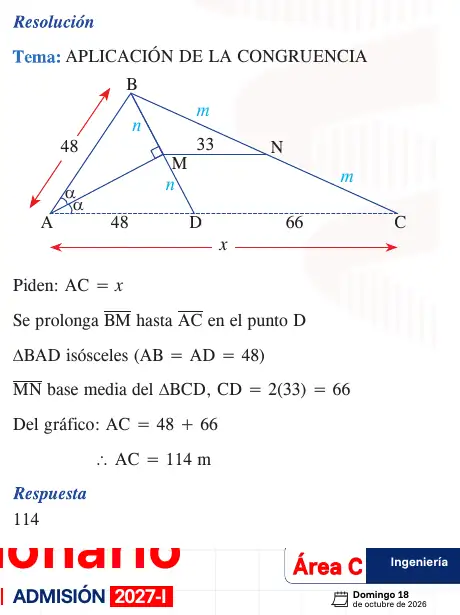 Resolución
Tema: APLICACIÓN DE LA CONGRUENCIA
B
m
n
48
33
N
M
n
m
α
α
A
48
D
66
C
x
Piden: AC = x
Se prolonga BM hasta AC en el punto D
ΔBAD isósceles (AB = AD = 48)
MN base media del ΔBCD, CD = 2(33) = 66
Del gráfico: AC = 48 + 66
∴ AC = 114 m
Respuesta
114
Área C
Ingeniería
ADMISIÓN 2027-I
Domingo 18
de octubre de 2026